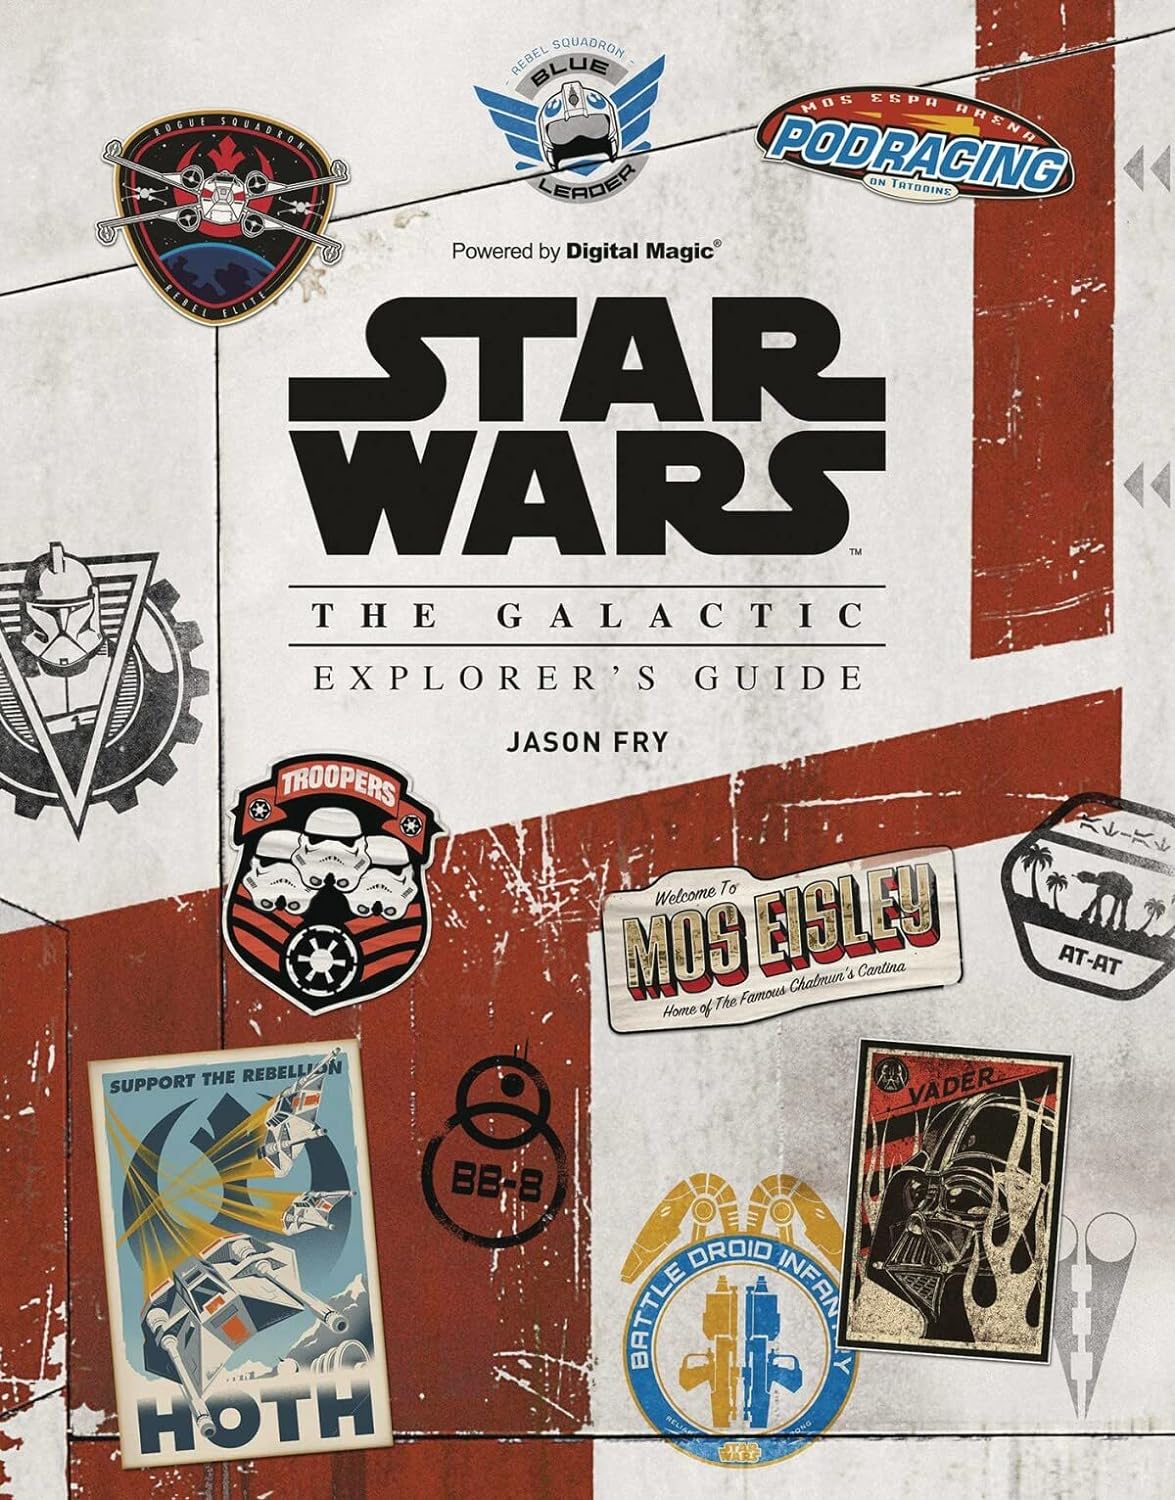 REBEL SQUADRON
BLUE
LEADER
ROGUE SQUADRON
REBEL ELITE
MOS ESPA ARENA
PODRACING
ON TATOOINE
Powered by Digital Magic®
STAR
WARS
TM
THE GALACTIC
EXPLORER'S GUIDE
JASON FRY
TROOPERS
Welcome To
MOS EISLEY
Home of The Famous Chalmun's Cantina
AT-AT
SUPPORT THE REBELLION
HOTH
BB-8
VADER
BATTLE DROID INFANTRY
STAR
WARS